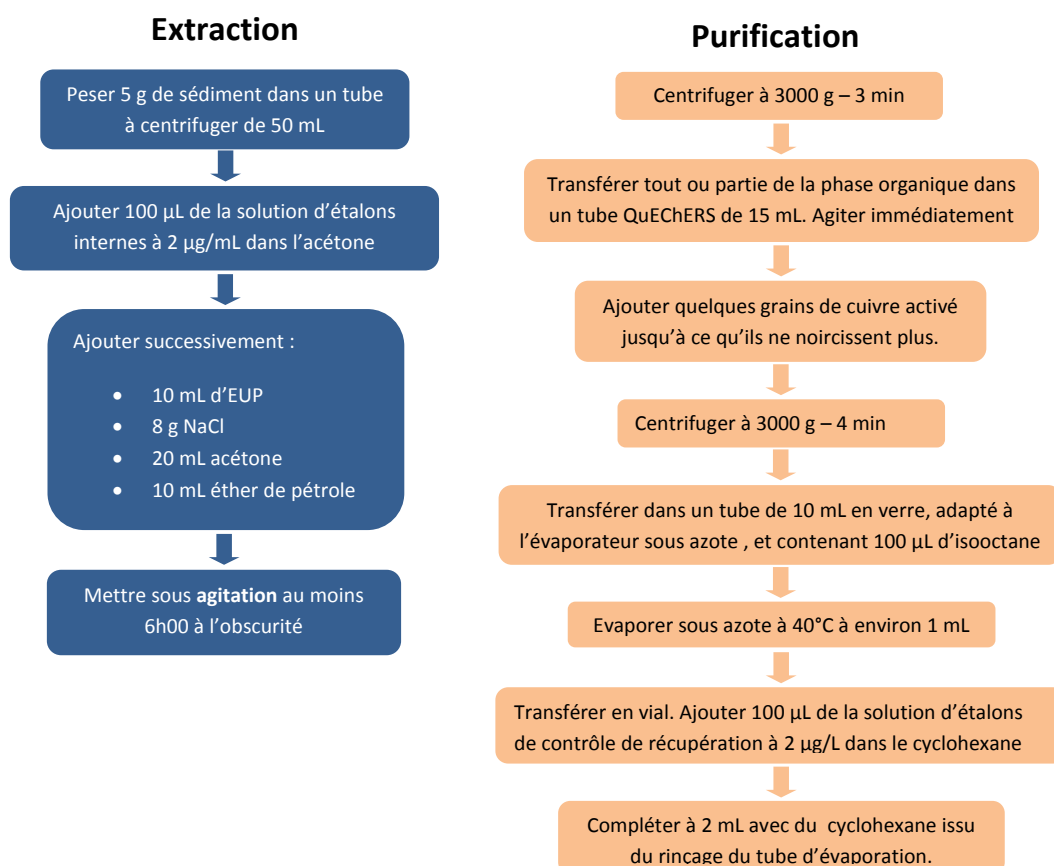 Extraction
Peser 5 g de sédiment dans un tube
à centrifuger de 50 mL
Ajouter 100 µL de la solution d’étalons
internes à 2 µg/mL dans l’acétone
Ajouter successivement :
• 10 mL d’EUP
• 8 g NaCl
• 20 mL acétone
• 10 mL éther de pétrole
Mettre sous agitation au moins
6h00 à l’obscurité
Purification
Centrifuger à 3000 g – 3 min
Transférer tout ou partie de la phase organique dans
un tube QuEChERS de 15 mL. Agiter immédiatement
Ajouter quelques grains de cuivre activé
jusqu’à ce qu’ils ne noircissent plus.
Centrifuger à 3000 g – 4 min
Transférer dans un tube de 10 mL en verre, adapté à
l’évaporateur sous azote , et contenant 100 µL d’isooctane
Evaporer sous azote à 40°C à environ 1 mL
Transférer en vial. Ajouter 100 µL de la solution d’étalons
de contrôle de récupération à 2 µg/L dans le cyclohexane
Compléter à 2 mL avec du cyclohexane issu
du rinçage du tube d’évaporation.